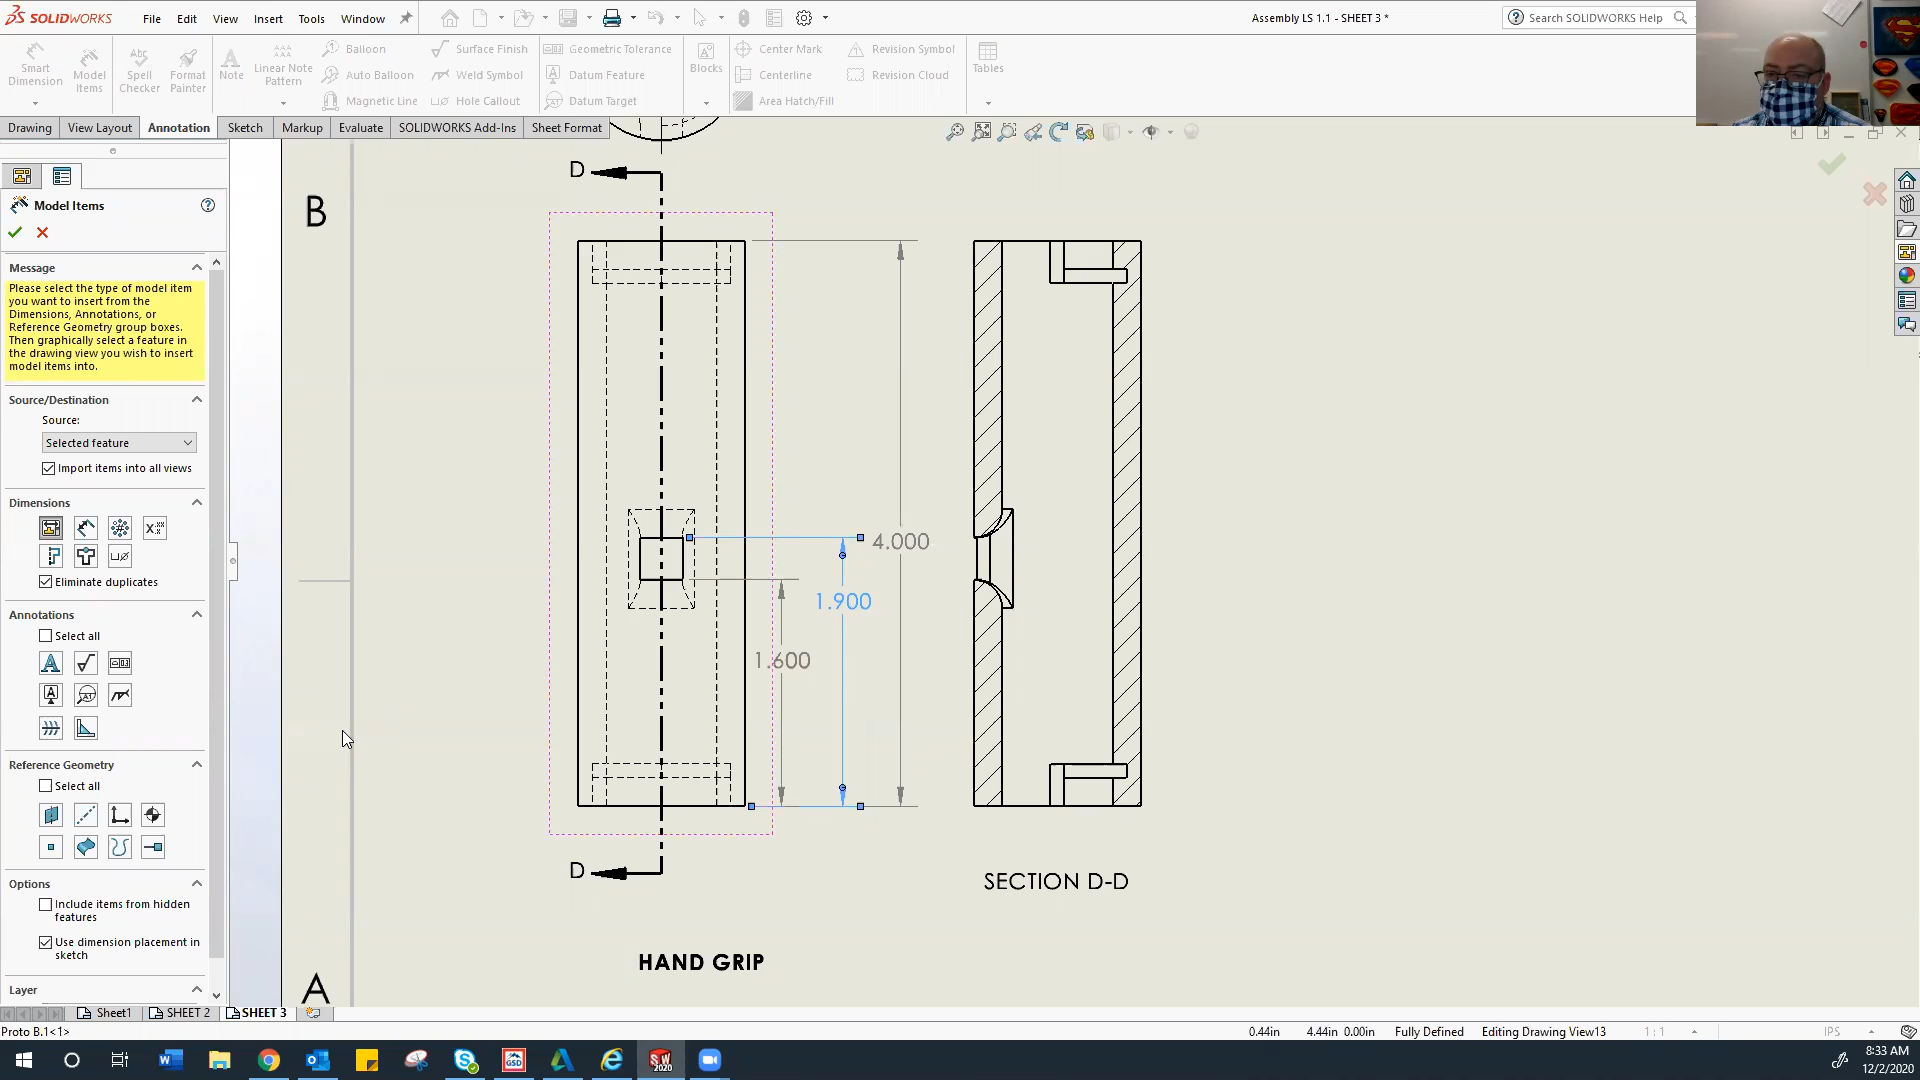 SOLIDWORKS
File
Edit
View
Insert
Tools
Window
Assembly LS 1.1 - SHEET 3 *
Search SOLIDWORKS Help
Smart
Dimension
Model
Items
Abc
Spell
Checker
Format
Painter
Note
Linear Note
Pattern
Balloon
Auto Balloon
Magnetic Line
Surface Finish
Weld Symbol
Hole Callout
Geometric Tolerance
Datum Feature
Datum Target
Blocks
Center Mark
Centerline
Area Hatch/Fill
Revision Symbol
Revision Cloud
Tables
Drawing
View Layout
Annotation
Sketch
Markup
Evaluate
SOLIDWORKS Add-Ins
Sheet Format
Model Items
Message
Please select the type of model item
you want to insert from the
Dimensions, Annotations, or
Reference Geometry group boxes.
Then graphically select a feature in
the drawing view you wish to insert
model items into.
Source/Destination
Source:
Selected feature
Import items into all views
Dimensions
Eliminate duplicates
Annotations
Select all
Reference Geometry
Select all
Options
Include items from hidden
features
Use dimension placement in
sketch
Layer
B
A
D
D
4.000
1.900
1.600
SECTION D-D
HAND GRIP
Sheet1
SHEET 2
SHEET 3
Proto B.1<1>
0.44in
4.44in 0.00in
Fully Defined
Editing Drawing View13
1 : 1
IPS
8:33 AM
12/2/2020